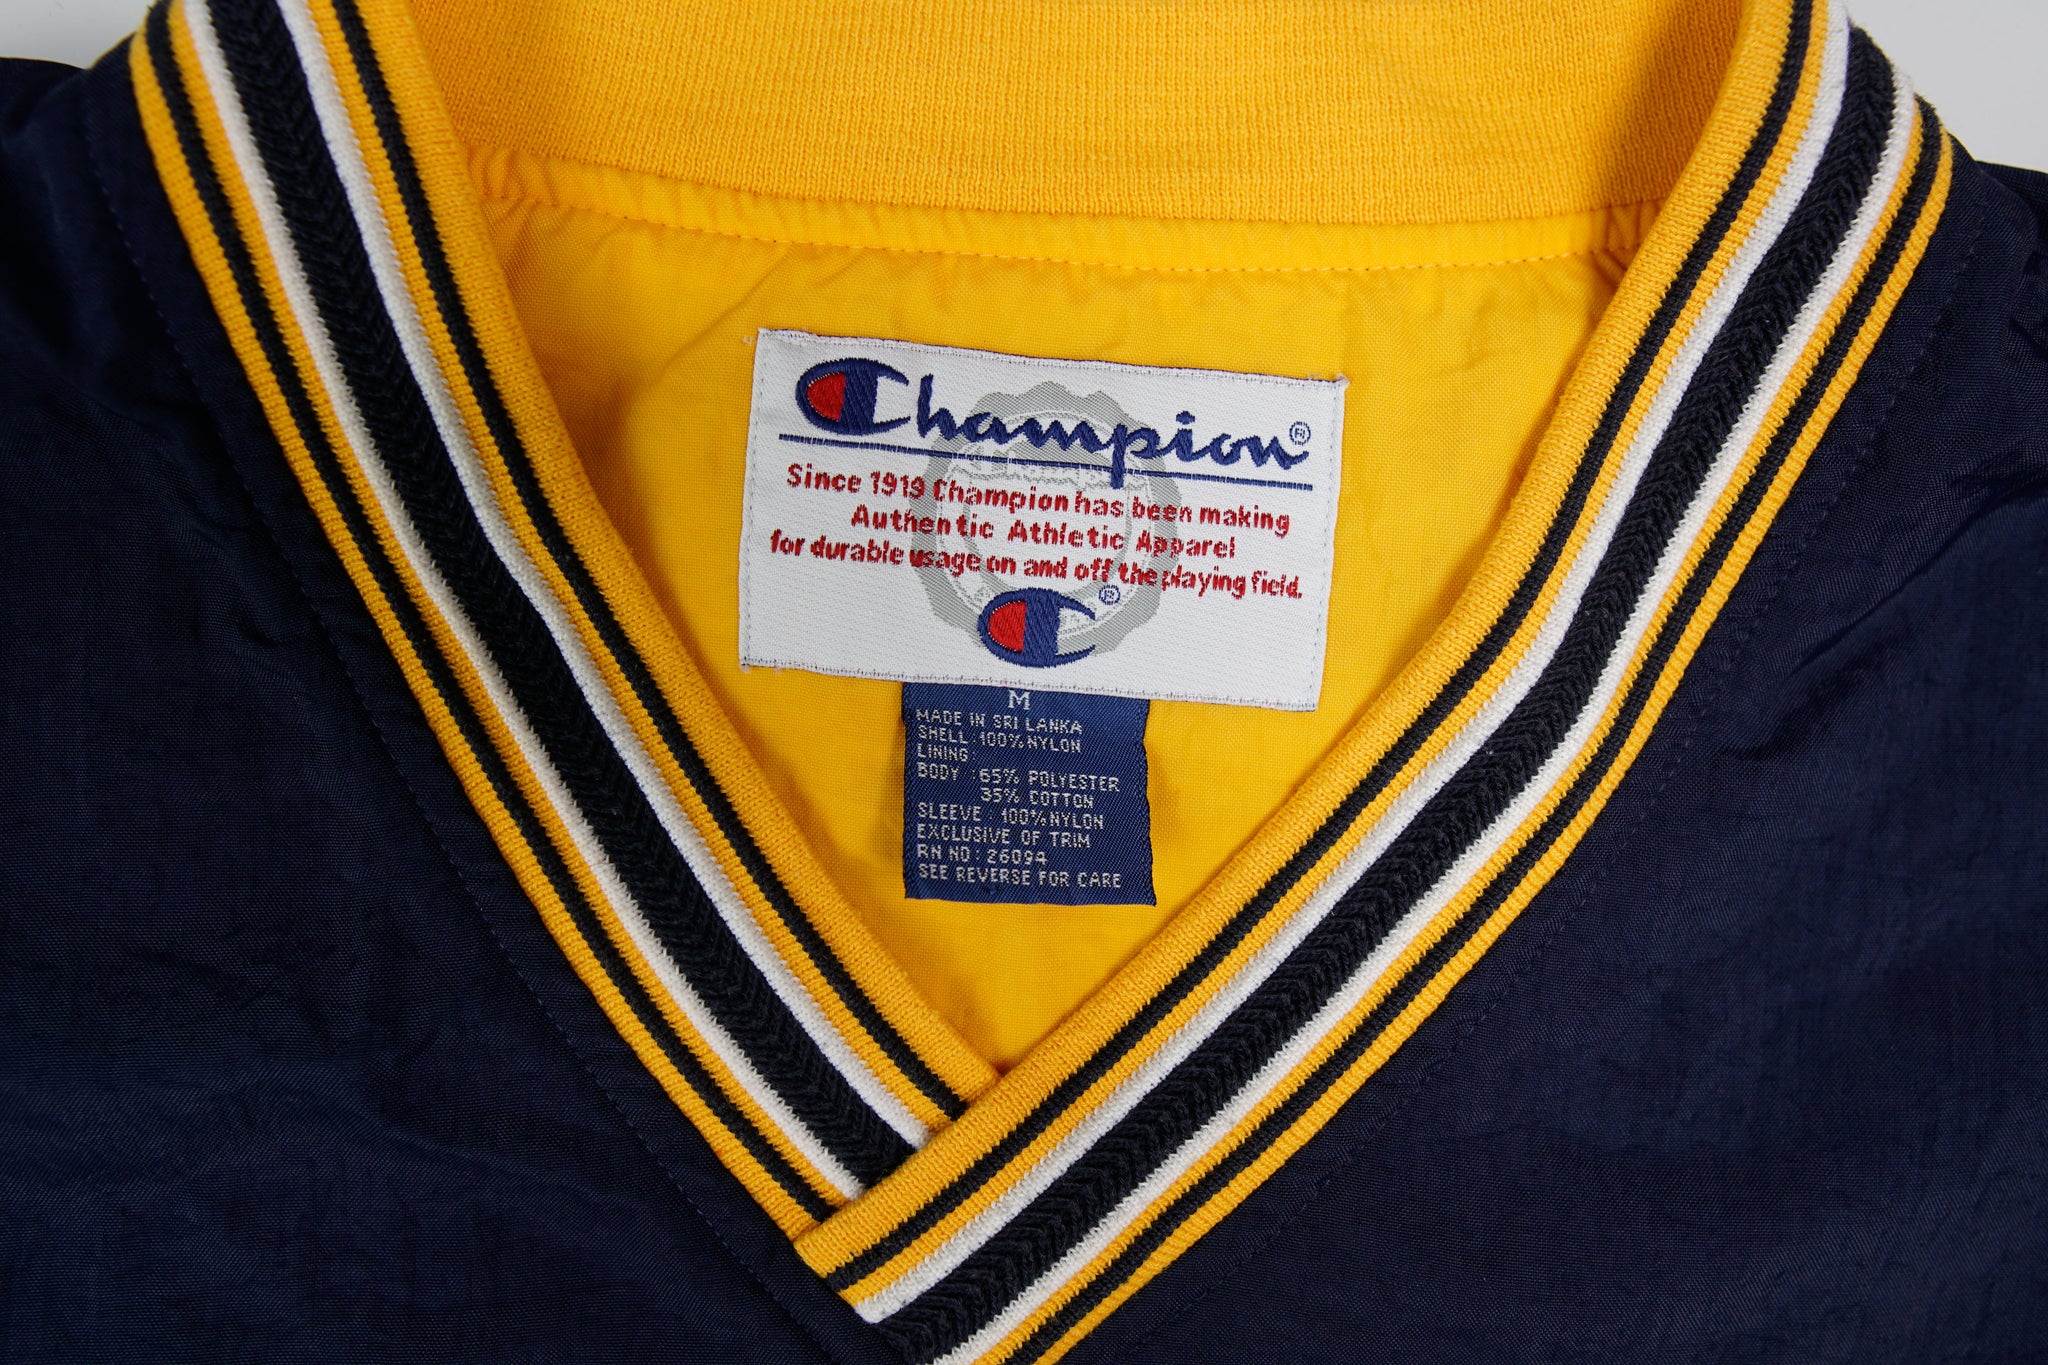 Champion®
Since 1919 Champion has been making
Authentic Athletic Apparel
for durable usage on and off the playing field.
®
M
MADE IN SRI LANKA
SHELL : 100% NYLON
LINING
BODY : 65% POLYESTER
35% COTTON
SLEEVE : 100% NYLON
EXCLUSIVE OF TRIM
RN NO : 26094
SEE REVERSE FOR CARE